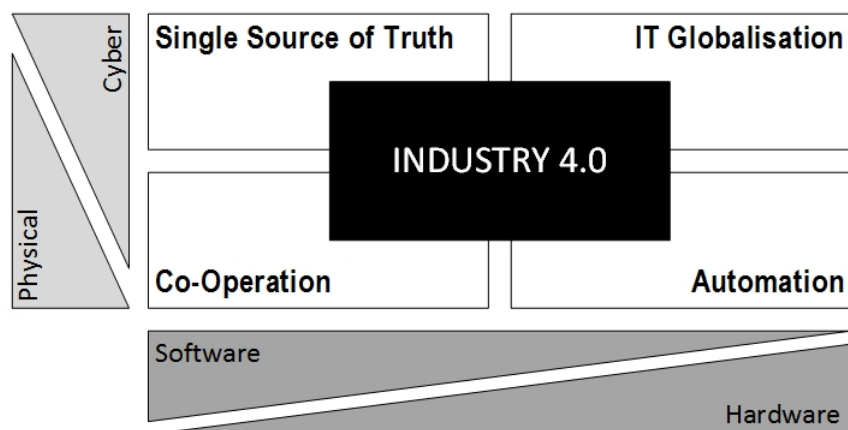 Single Source of Truth
IT Globalisation
Cyber
INDUSTRY 4.0
Physical
Co-Operation
Automation
Software
Hardware